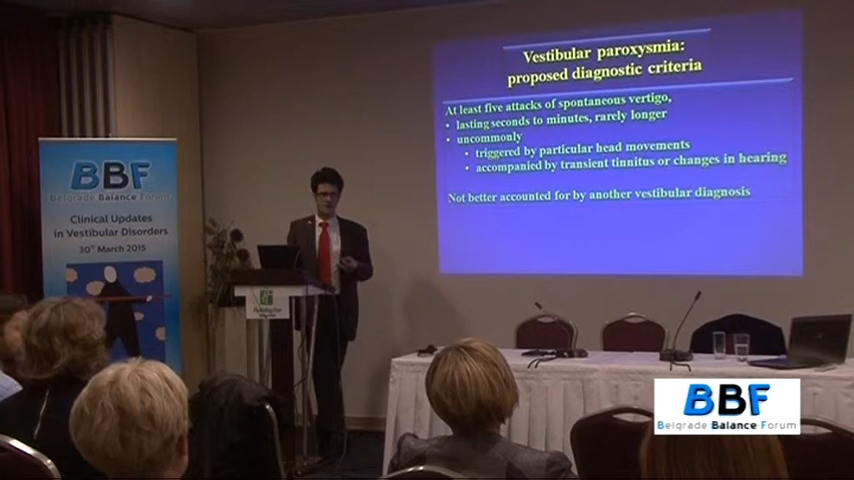 Vestibular paroxysmia:
proposed diagnostic criteria
At least five attacks of spontaneous vertigo,
• lasting seconds to minutes, rarely longer
• uncommonly
• triggered by particular head movements
• accompanied by transient tinnitus or changes in hearing
Not better accounted for by another vestibular diagnosis
BBF
Belgrade Balance Forum
Clinical Updates
in Vestibular Disorders
30th March 2015
Holiday Inn
BBF
Belgrade Balance Forum